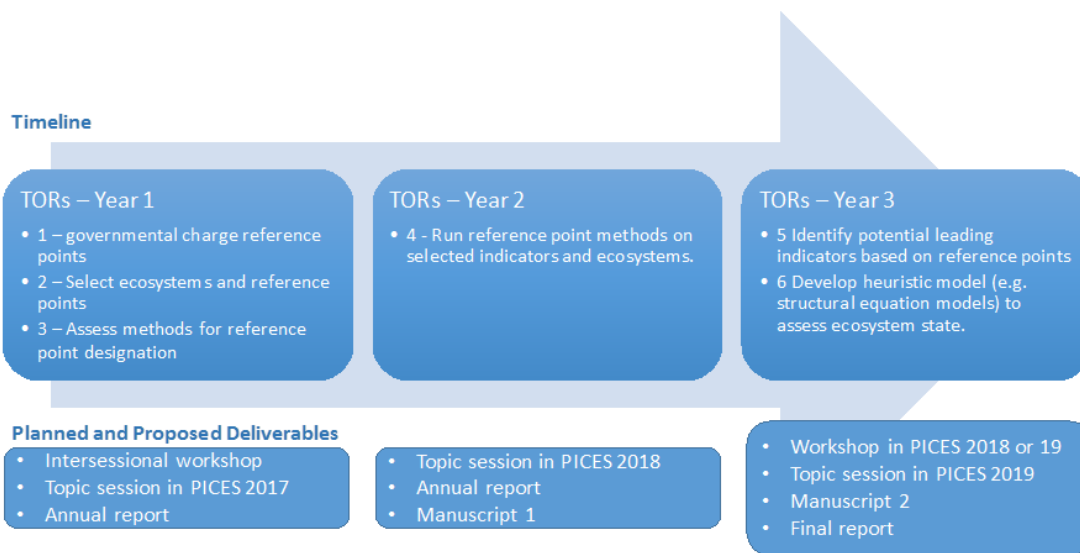 Timeline
TORs – Year 1
• 1 – governmental charge reference
points
• 2 – Select ecosystems and reference
points
• 3 – Assess methods for reference
point designation
TORs – Year 2
• 4 - Run reference point methods on
selected indicators and ecosystems.
TORs – Year 3
• 5 Identify potential leading
indicators based on reference points
• 6 Develop heuristic model (e.g.
structural equation models) to
assess ecosystem state.
Planned and Proposed Deliverables
• Intersessional workshop
• Topic session in PICES 2017
• Annual report
• Topic session in PICES 2018
• Annual report
• Manuscript 1
• Workshop in PICES 2018 or 19
• Topic session in PICES 2019
• Manuscript 2
• Final report